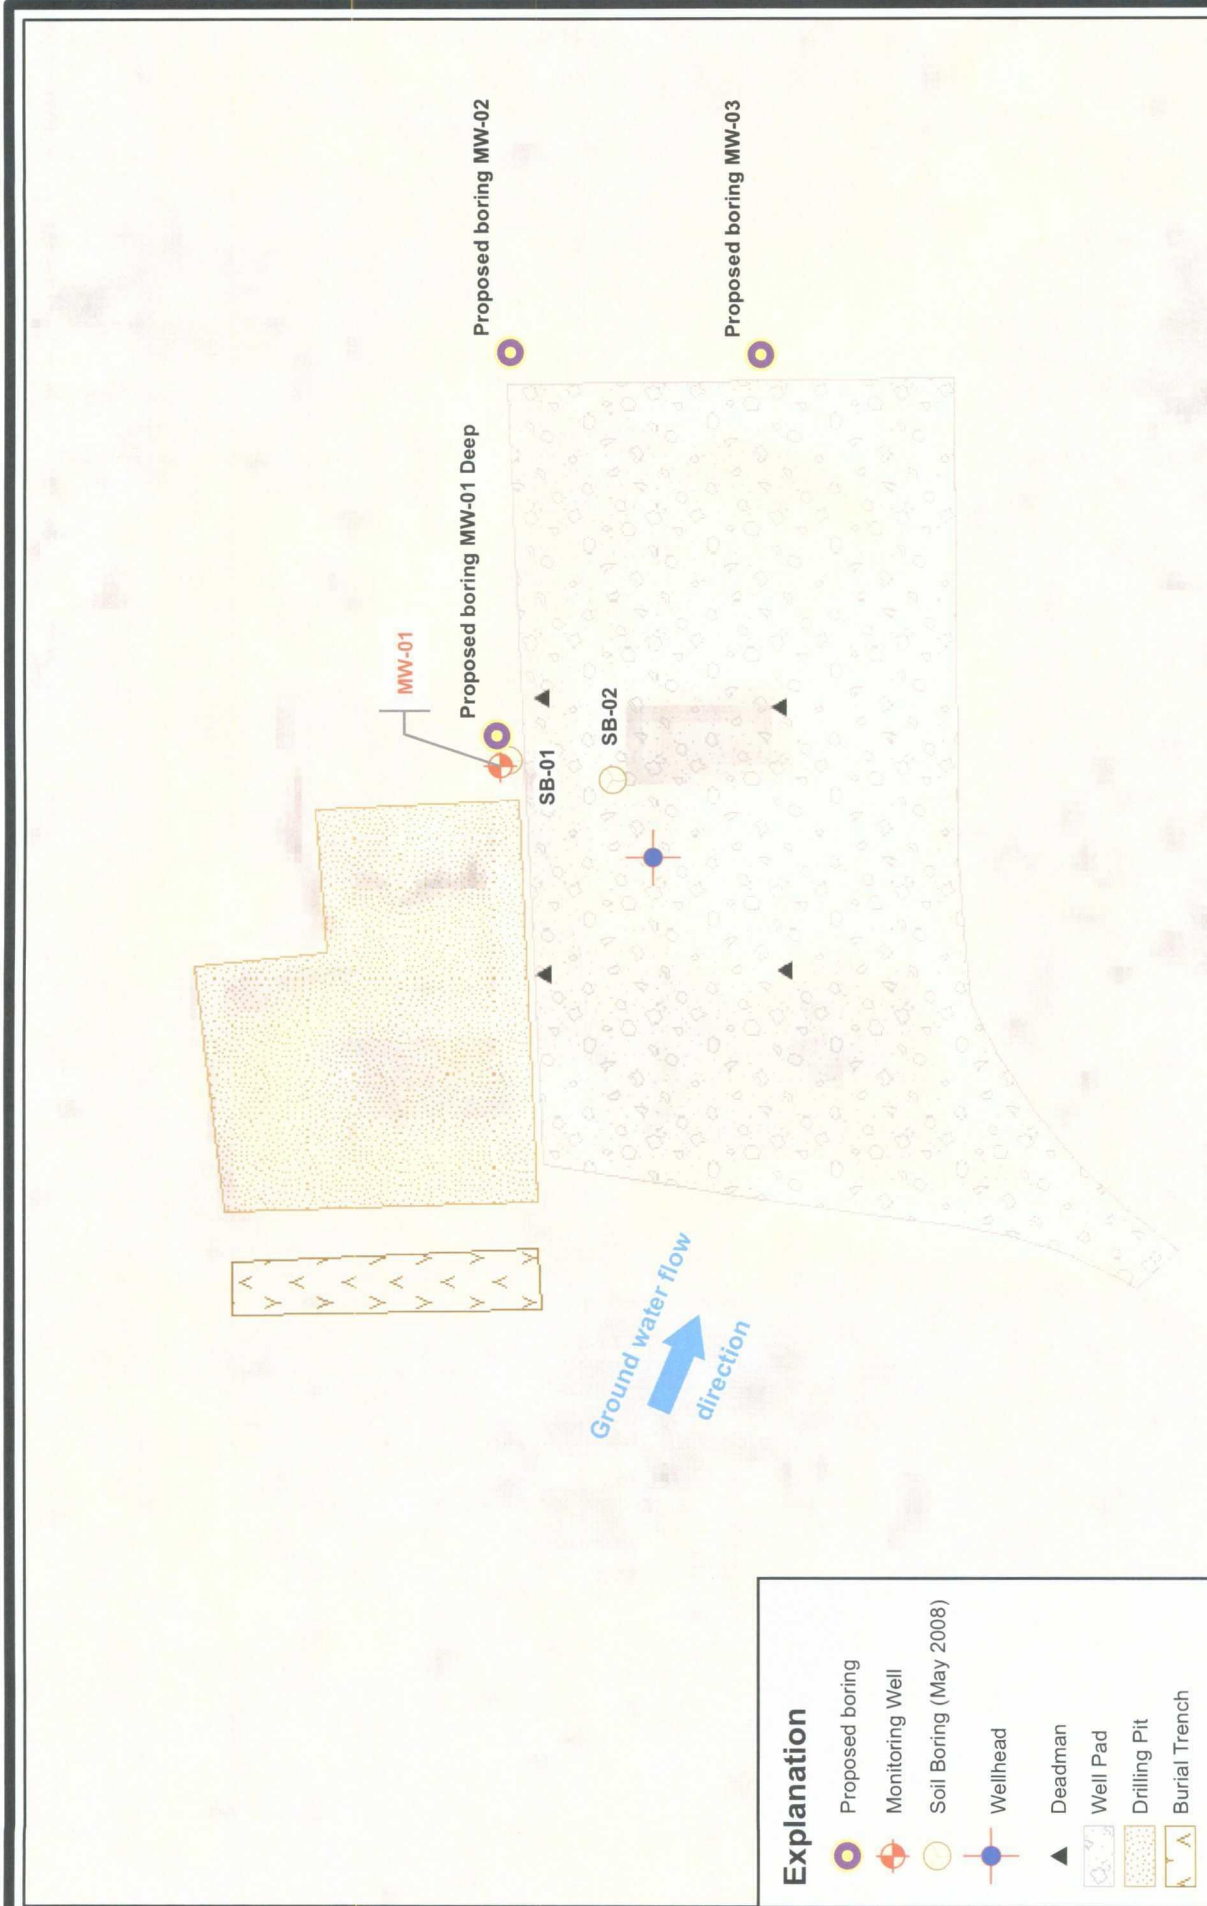 Proposed boring MW-02
Proposed boring MW-03
Proposed boring MW-01 Deep
MW-01
SB-01
SB-02
Ground water flow
direction
Explanation
Proposed boring
Monitoring Well
Soil Boring (May 2008)
Wellhead
Deadman
Well Pad
Drilling Pit
Burial Trench